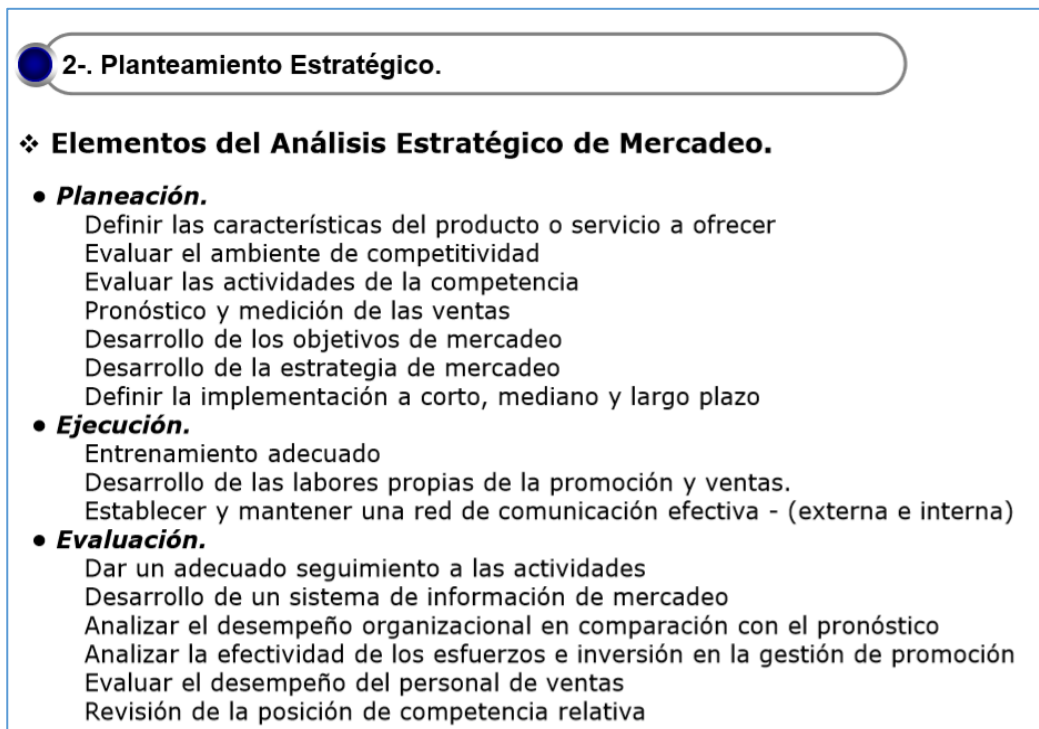 2-. Planteamiento Estratégico.
❖ Elementos del Análisis Estratégico de Mercadeo.
• Planeación.
Definir las características del producto o servicio a ofrecer
Evaluar el ambiente de competitividad
Evaluar las actividades de la competencia
Pronóstico y medición de las ventas
Desarrollo de los objetivos de mercadeo
Desarrollo de la estrategia de mercadeo
Definir la implementación a corto, mediano y largo plazo
• Ejecución.
Entrenamiento adecuado
Desarrollo de las labores propias de la promoción y ventas.
Establecer y mantener una red de comunicación efectiva - (externa e interna)
• Evaluación.
Dar un adecuado seguimiento a las actividades
Desarrollo de un sistema de información de mercadeo
Analizar el desempeño organizacional en comparación con el pronóstico
Analizar la efectividad de los esfuerzos e inversión en la gestión de promoción
Evaluar el desempeño del personal de ventas
Revisión de la posición de competencia relativa